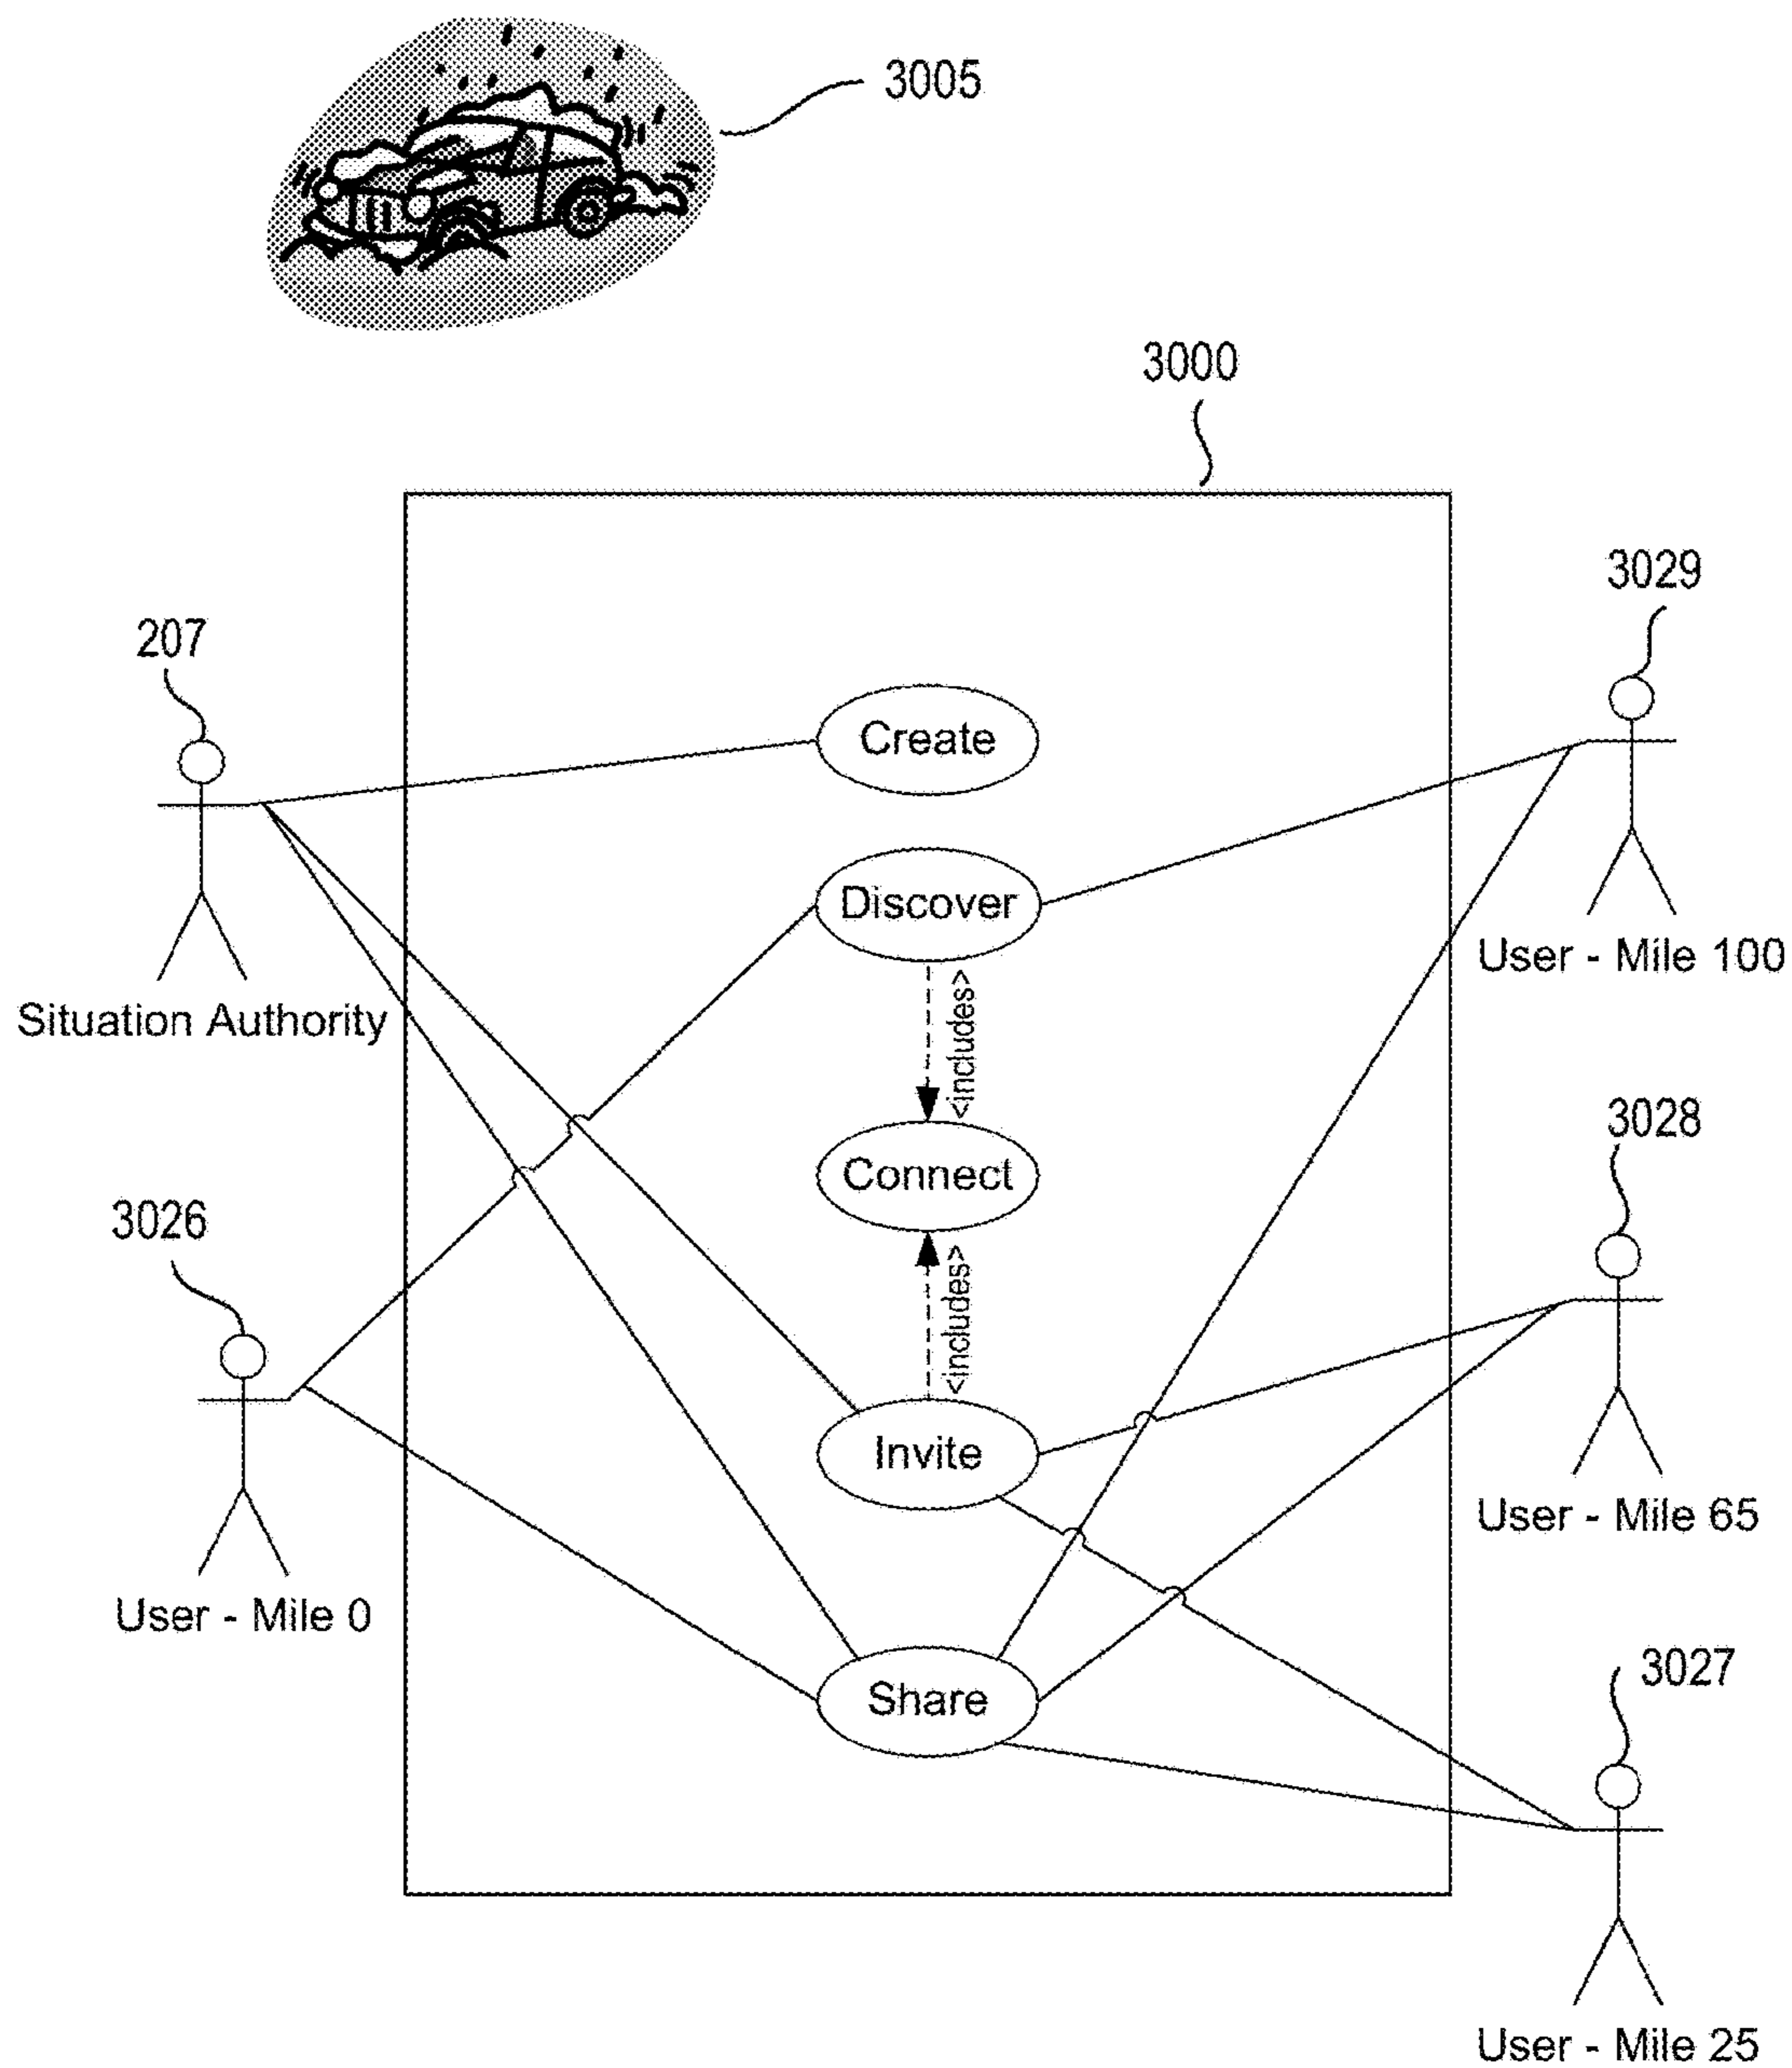 3005
3000
3029
207
Create
Discover
User - Mile 100
Situation Authority
<includes>
3028
Connect
3026
<includes>
Invite
User - Mile 65
User - Mile 0
3027
Share
User - Mile 25